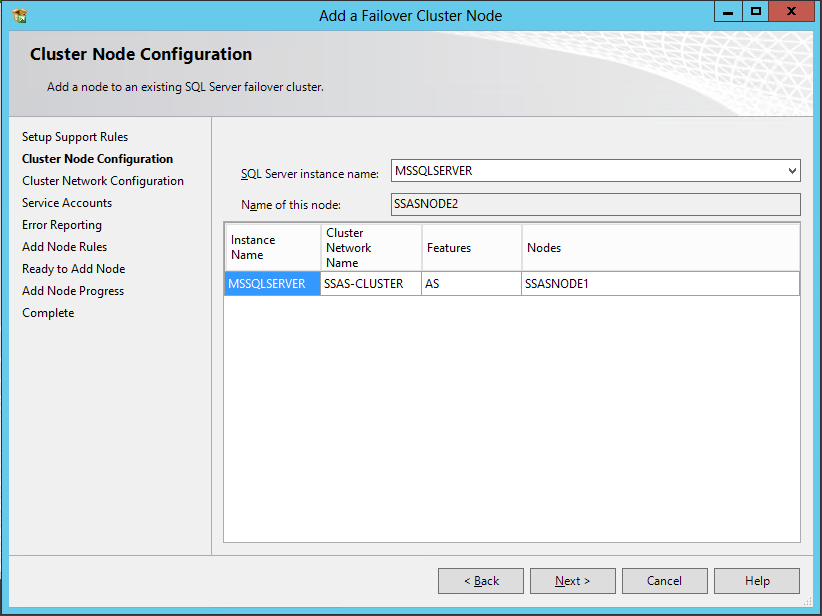 Add a Failover Cluster Node
Cluster Node Configuration
Add a node to an existing SQL Server failover cluster.
Setup Support Rules
Cluster Node Configuration
Cluster Network Configuration
Service Accounts
Error Reporting
Add Node Rules
Ready to Add Node
Add Node Progress
Complete
SQL Server instance name: MSSQLSERVER
Name of this node: SSASNODE2
Instance Name Cluster Network Name Features Nodes
MSSQLSERVER SSAS-CLUSTER AS SSASNODE1
< Back Next > Cancel Help